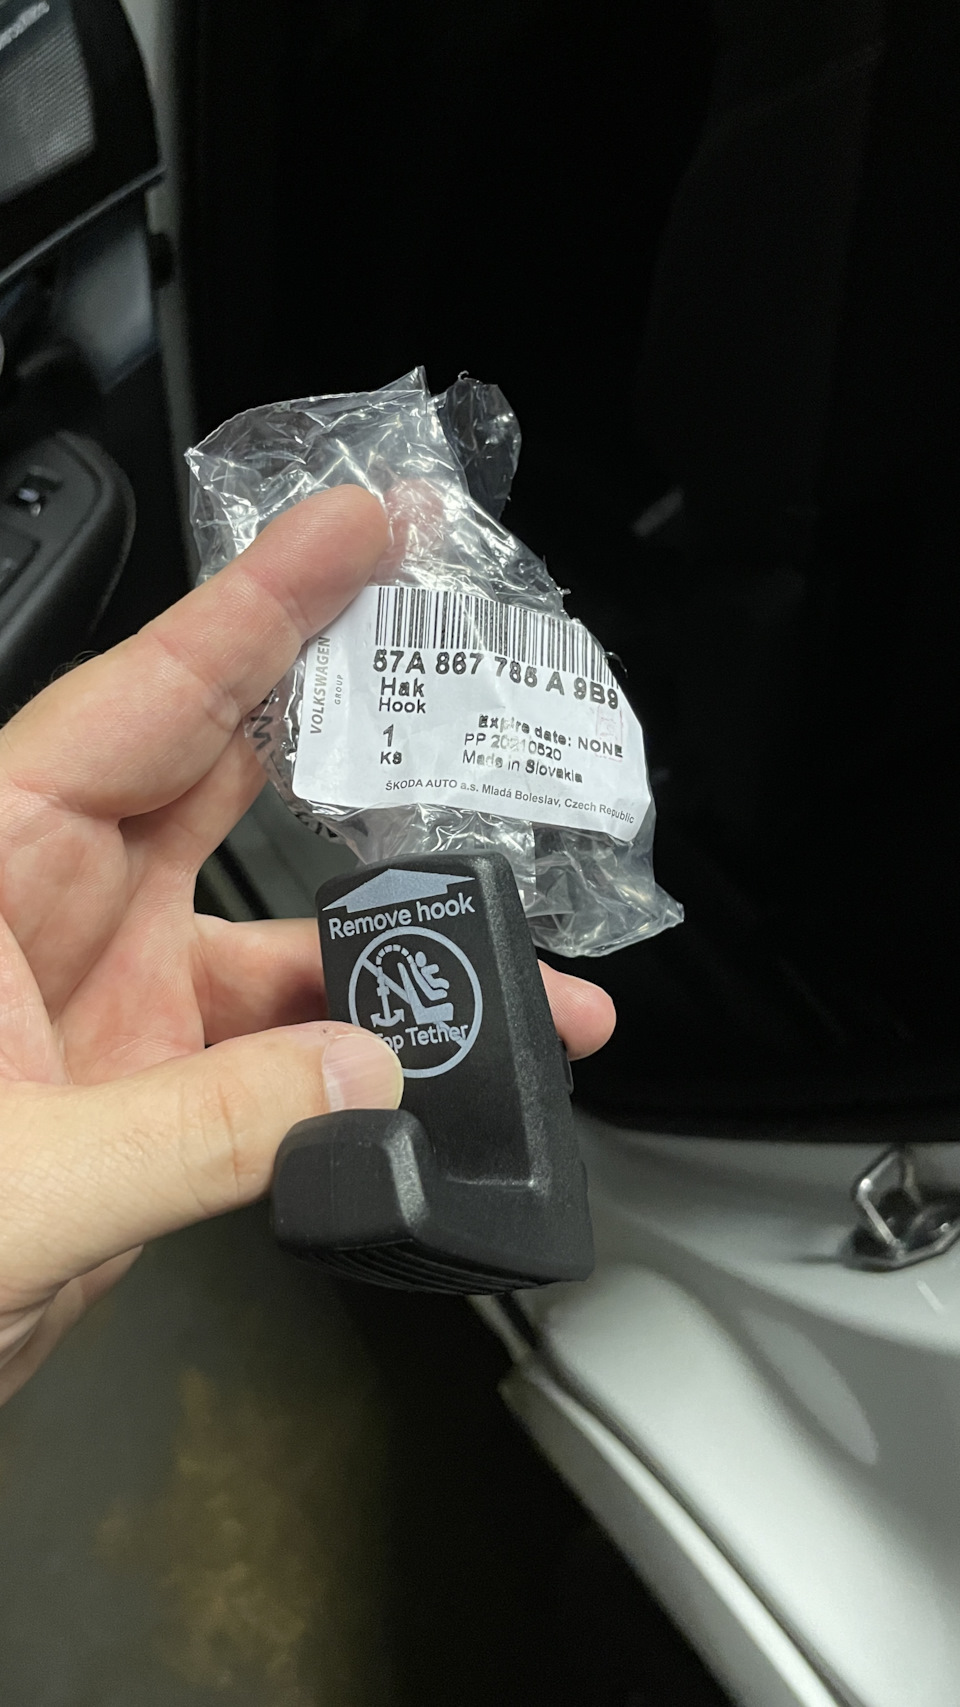 VOLKSWAGEN
GROUP
57A 867 785 A 9B9
Hak
Hook
1
KS
Expire date: NONE
PP 20210520
Made in Slovakia
ŠKODA AUTO a.s. Mladá Boleslav, Czech Republic
Remove hook
Top Tether